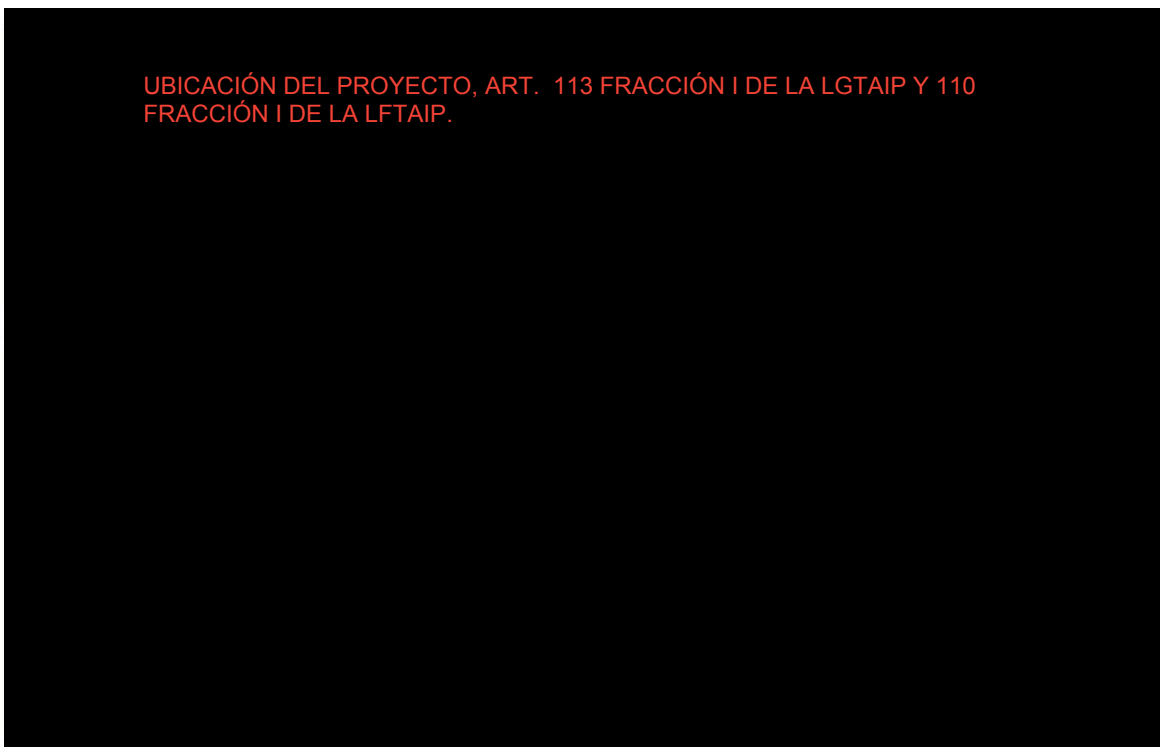 UBICACIÓN DEL PROYECTO, ART.  113 FRACCIÓN I DE LA LGTAIP Y 110
FRACCIÓN I DE LA LFTAIP.